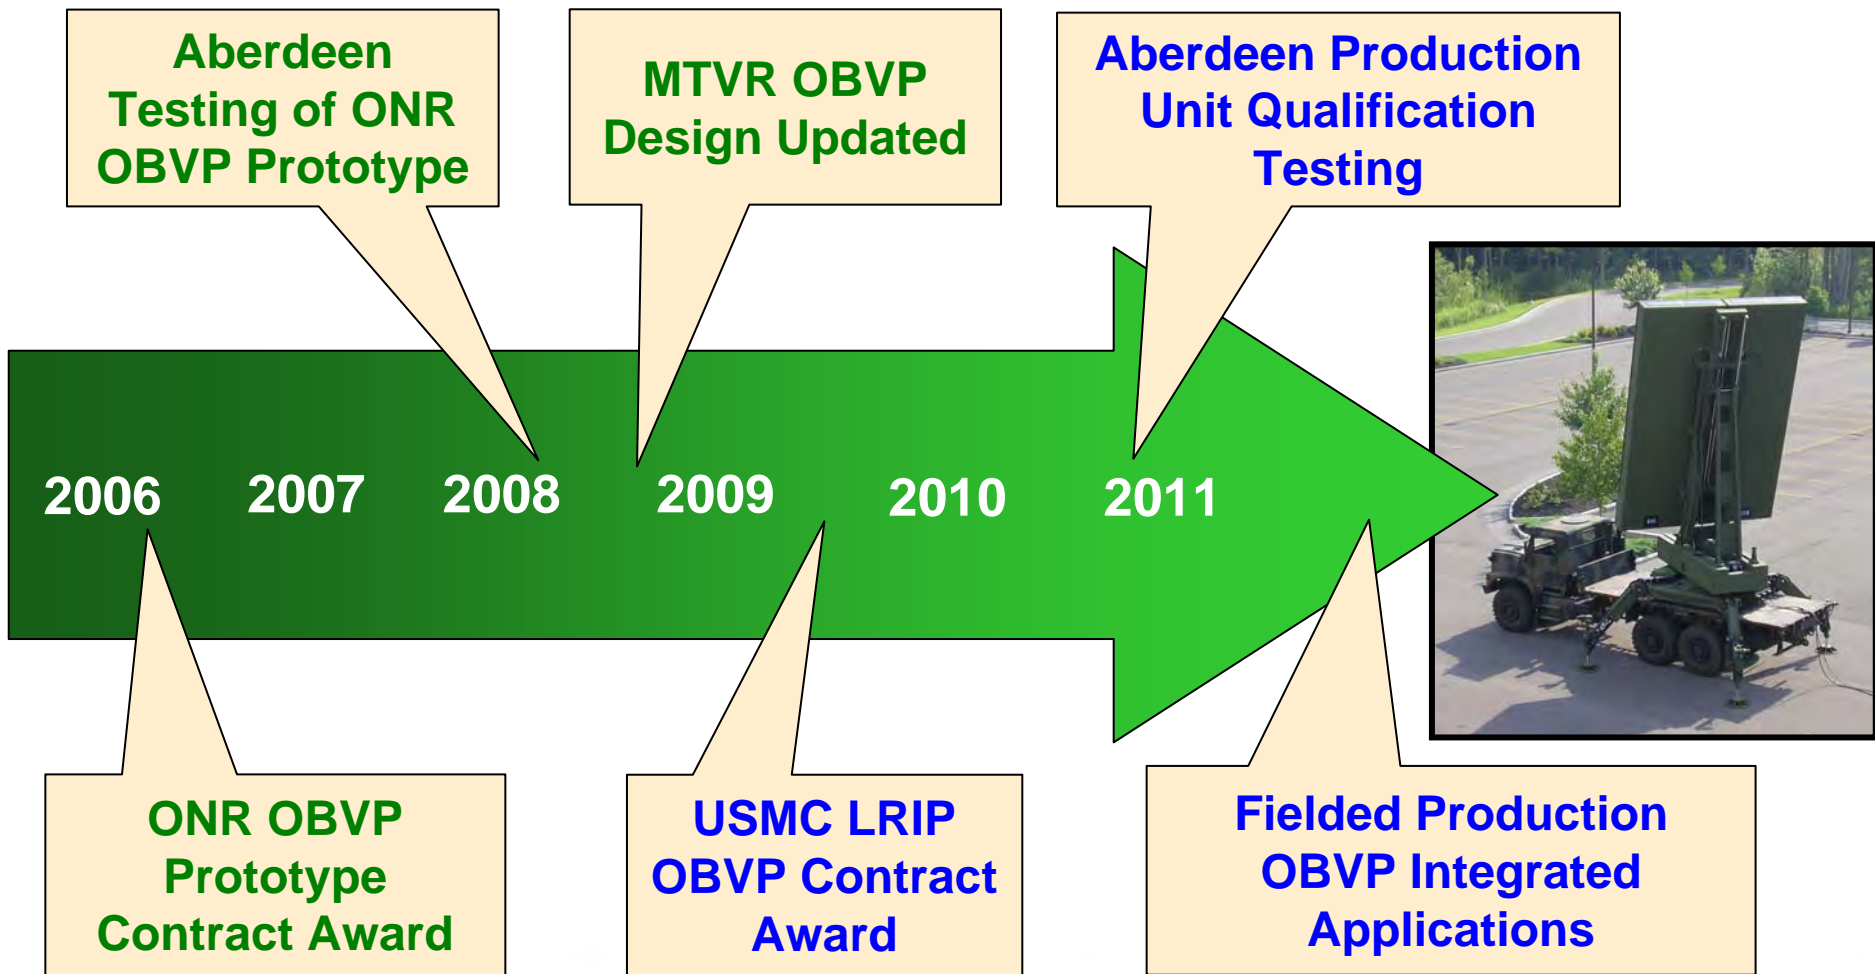 Aberdeen
Testing of ONR
OBVP Prototype
MTVR OBVP
Design Updated
Aberdeen Production
Unit Qualification
Testing
2006
2007
2008
2009
2010
2011
ONR OBVP
Prototype
Contract Award
USMC LRIP
OBVP Contract
Award
Fielded Production
OBVP Integrated
Applications